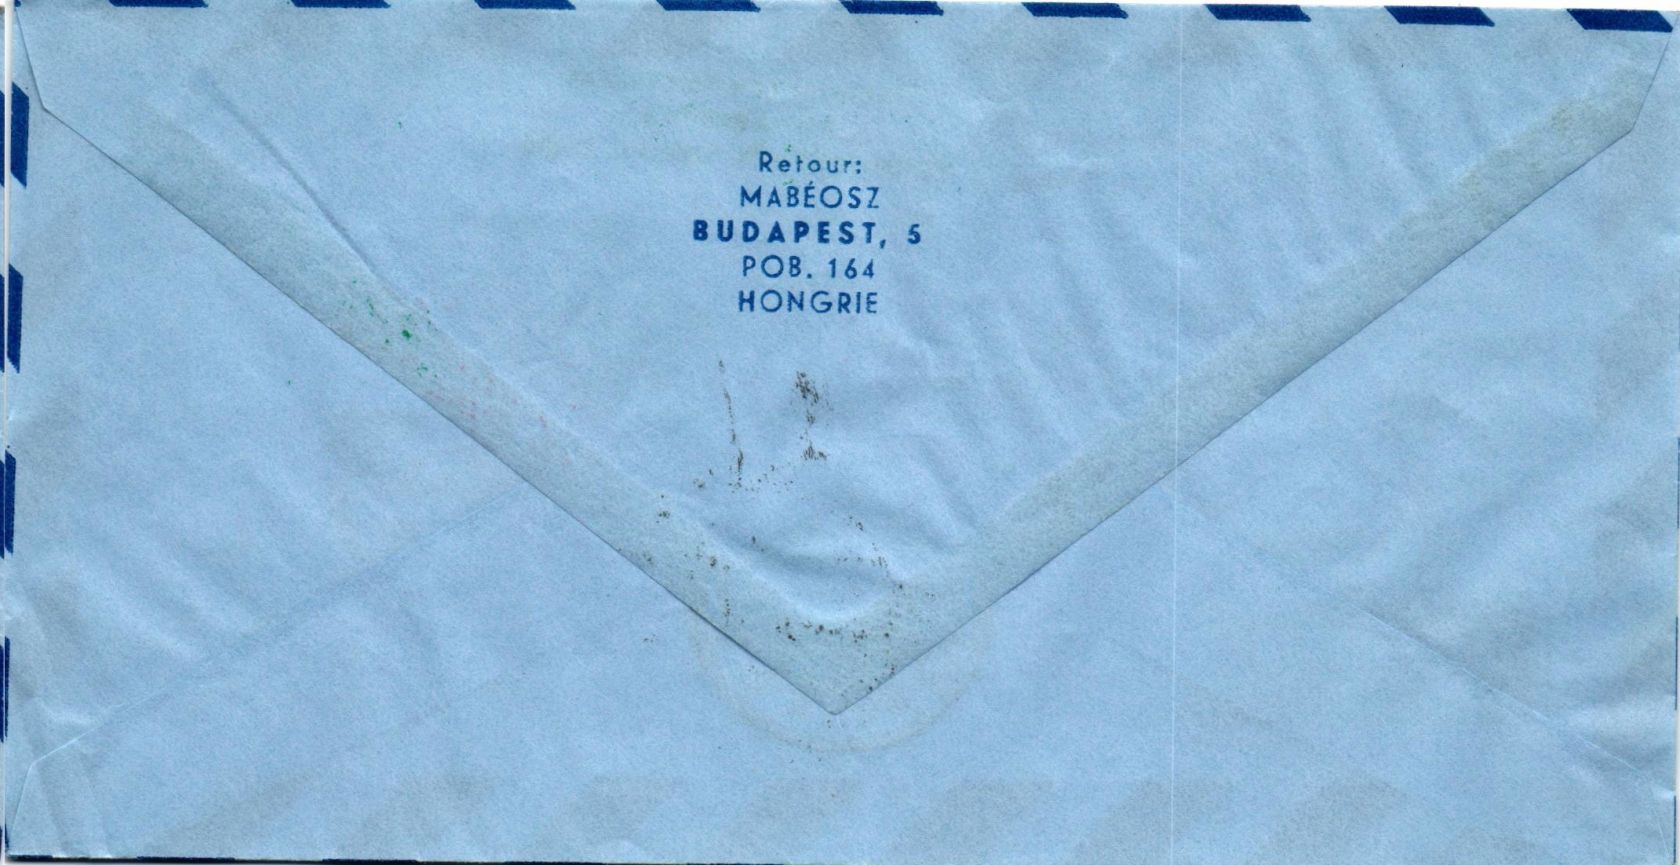 Retour:
MABÉOSZ
BUDAPEST, 5
POB. 164
HONGRIE